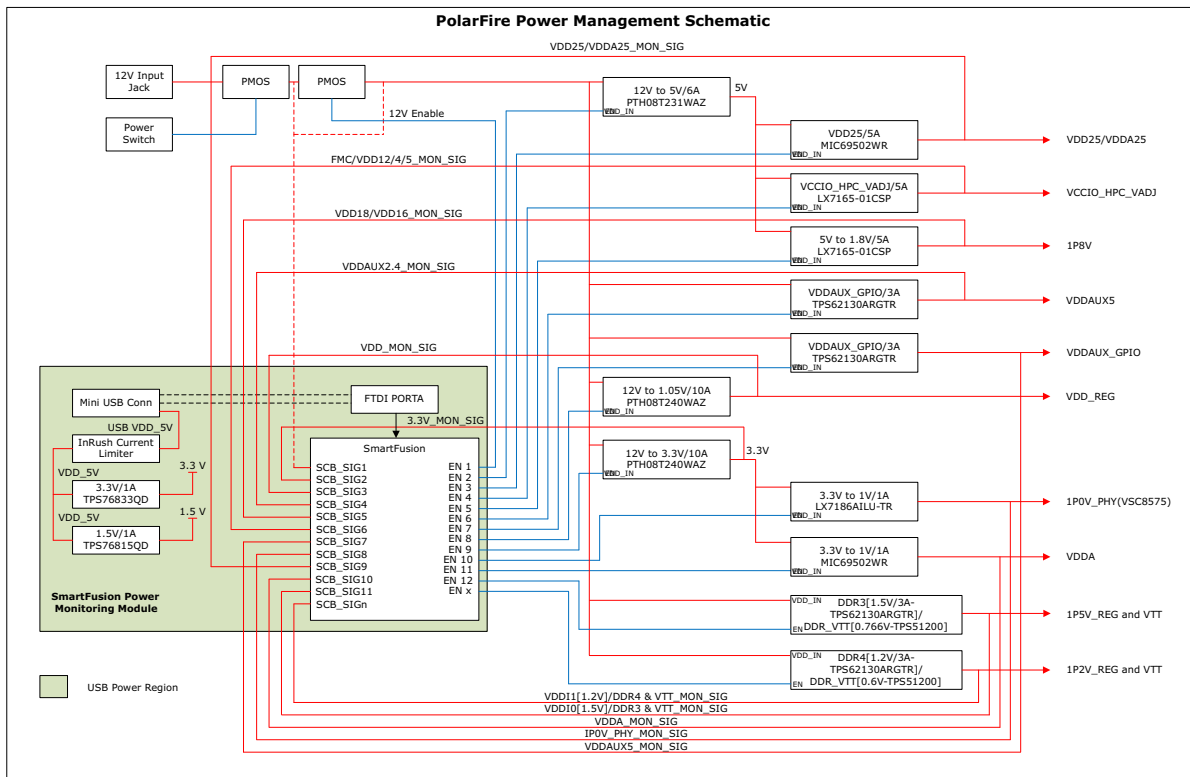 PolarFire Power Management Schematic
VDD25/VDDA25_MON_SIG
12V Input
Jack
PMOS
PMOS
12V to 5V/6A
PTH08T231WAZ
VDD_IN
EN
5V
Power
Switch
12V Enable
VDD25/5A
MIC69502WR
VDD_IN
EN
VDD25/VDDA25
FMC/VDD12/4/5_MON_SIG
VCCIO_HPC_VADJ/5A
LX7165-01CSP
VDD_IN
EN
VCCIO_HPC_VADJ
VDD18/VDD16_MON_SIG
5V to 1.8V/5A
LX7165-01CSP
VDD_IN
EN
1P8V
VDDAUX2.4_MON_SIG
VDDAUX_GPIO/3A
TPS62130ARGTR
VDD_IN
EN
VDDAUX5
VDDAUX_GPIO/3A
TPS62130ARGTR
VDD_IN
EN
VDDAUX_GPIO
VDD_MON_SIG
12V to 1.05V/10A
PTH08T240WAZ
VDD_IN
EN
VDD_REG
Mini USB Conn
FTDI PORTA
USB VDD_5V
3.3V_MON_SIG
InRush Current
Limiter
12V to 3.3V/10A
PTH08T240WAZ
VDD_IN
EN
3.3V
VDD_5V
3.3 V
3.3V/1A
TPS76833QD
VDD_5V
1.5 V
1.5V/1A
TPS76815QD
SmartFusion
SCB_SIG1
SCB_SIG2
SCB_SIG3
SCB_SIG4
SCB_SIG5
SCB_SIG6
SCB_SIG7
SCB_SIG8
SCB_SIG9
SCB_SIG10
SCB_SIG11
SCB_SIGn
EN 1
EN 2
EN 3
EN 4
EN 5
EN 6
EN 7
EN 8
EN 9
EN 10
EN 11
EN 12
EN x
SmartFusion Power
Monitoring Module
3.3V to 1V/1A
LX7186AILU-TR
VDD_IN
EN
1P0V_PHY(VSC8575)
3.3V to 1V/1A
MIC69502WR
VDD_IN
EN
VDDA
VDD_IN
DDR3[1.5V/3A-
TPS62130ARGTR]/
EN
DDR_VTT[0.766V-TPS51200]
1P5V_REG and VTT
VDD_IN
DDR4[1.2V/3A-
TPS62130ARGTR]/
EN
DDR_VTT[0.6V-TPS51200]
1P2V_REG and VTT
USB Power Region
VDDI1[1.2V]/DDR4 & VTT_MON_SIG
VDDI0[1.5V]/DDR3 & VTT_MON_SIG
VDDA_MON_SIG
IP0V_PHY_MON_SIG
VDDAUX5_MON_SIG